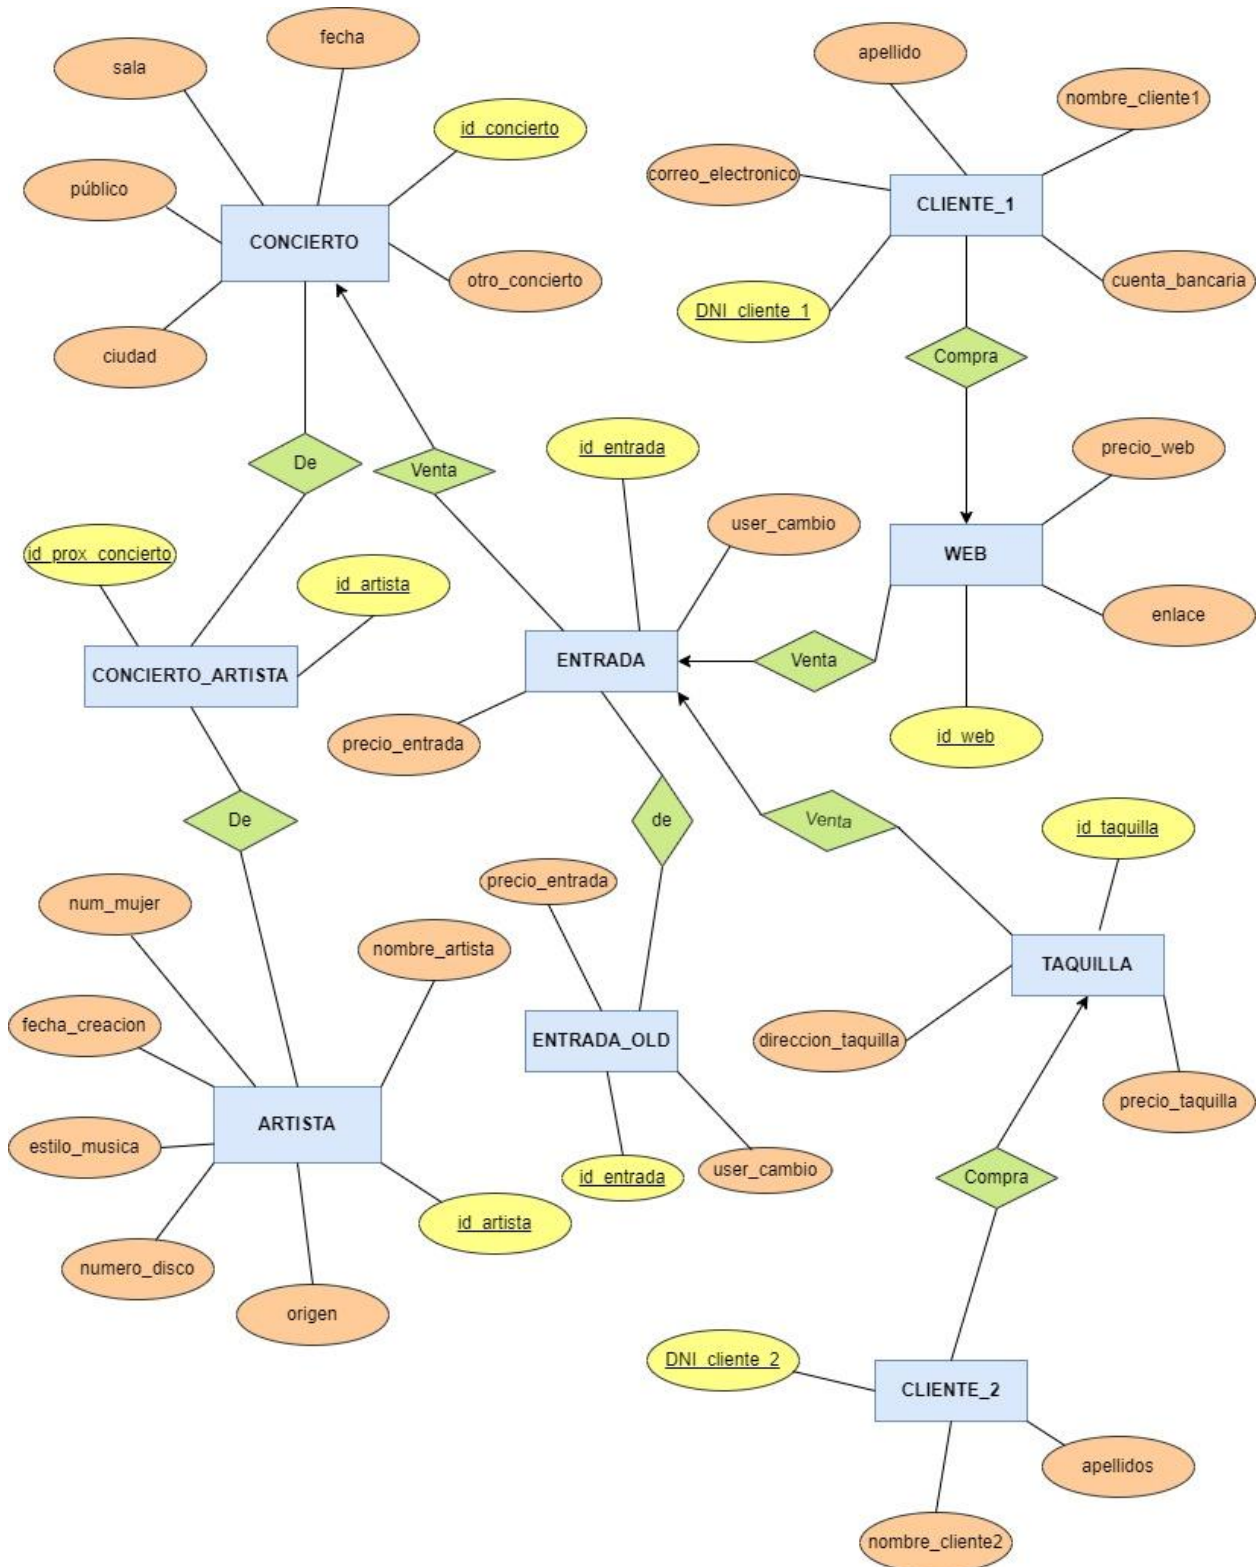 fecha
apellido
sala
nombre_cliente1
id_concierto
correo_electronico
público
CLIENTE_1
CONCIERTO
otro_concierto
cuenta_bancaria
DNI_cliente_1
ciudad
Compra
id_entrada
precio_web
De
Venta
user_cambio
id_prox_concierto
WEB
id_artista
enlace
ENTRADA
Venta
CONCIERTO_ARTISTA
precio_entrada
id_web
De
de
Venta
id_taquilla
precio_entrada
num_mujer
nombre_artista
TAQUILLA
fecha_creacion
ENTRADA_OLD
direccion_taquilla
precio_taquilla
ARTISTA
estilo_musica
id_entrada
user_cambio
Compra
id_artista
numero_disco
origen
DNI_cliente_2
CLIENTE_2
apellidos
nombre_cliente2